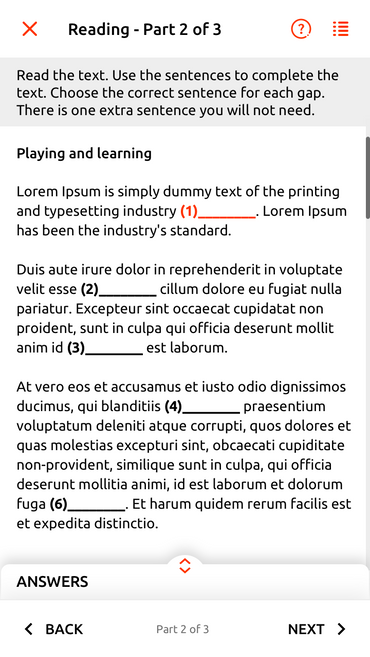 Reading - Part 2 of 3
?
Read the text. Use the sentences to complete the
text. Choose the correct sentence for each gap.
There is one extra sentence you will not need.
Playing and learning
Lorem Ipsum is simply dummy text of the printing
and typesetting industry (1)________. Lorem Ipsum
has been the industry's standard.
Duis aute irure dolor in reprehenderit in voluptate
velit esse (2)________ cillum dolore eu fugiat nulla
pariatur. Excepteur sint occaecat cupidatat non
proident, sunt in culpa qui officia deserunt mollit
anim id (3)________ est laborum.
At vero eos et accusamus et iusto odio dignissimos
ducimus, qui blanditiis (4)________ praesentium
voluptatum deleniti atque corrupti, quos dolores et
quas molestias excepturi sint, obcaecati cupiditate
non-provident, similique sunt in culpa, qui officia
deserunt mollitia animi, id est laborum et dolorum
fuga (6)________. Et harum quidem rerum facilis est
et expedita distinctio.
ANSWERS
BACK
Part 2 of 3
NEXT